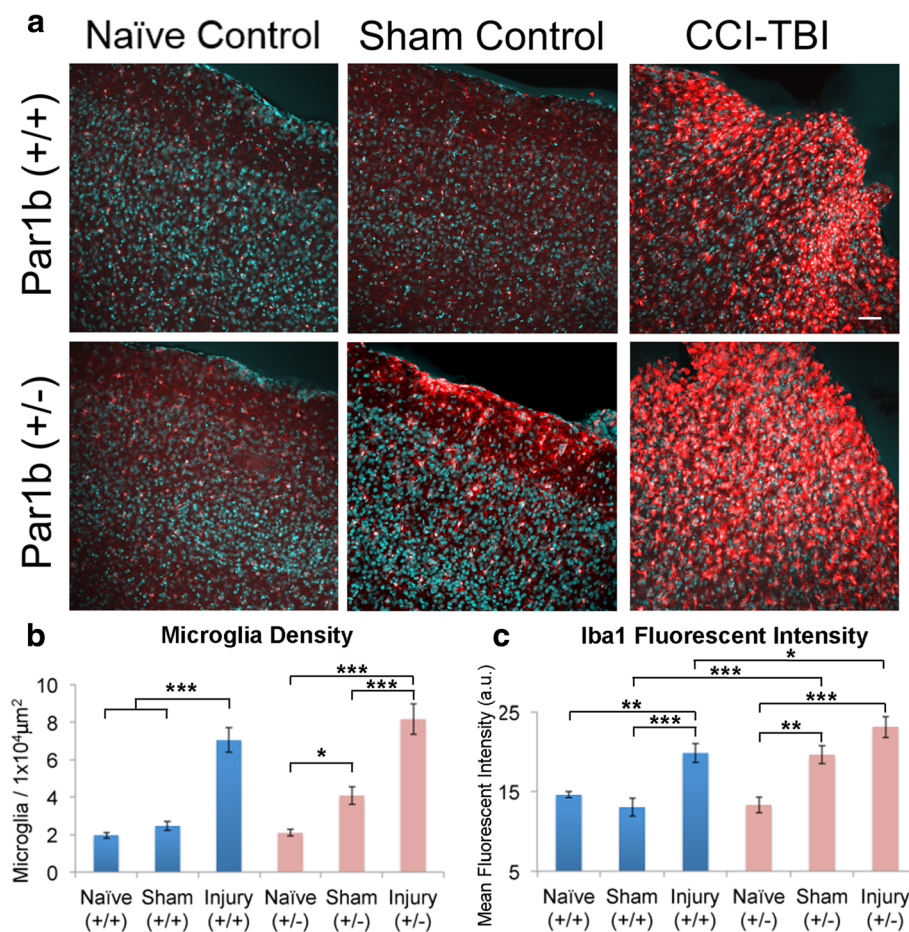 a
Naïve Control
Sham Control
CCI-TBI
Par1b (+/+)
Par1b (+/-)
b
Microglia Density
Microglia / 1x10⁴µm²
10
8
6
4
2
0
***
***
***
*
Naïve (+/+)
Sham (+/+)
Injury (+/+)
Naïve (+/-)
Sham (+/-)
Injury (+/-)
c
Iba1 Fluorescent Intensity
Mean Fluorescent Intensity (a.u.)
25
15
5
*
***
**
***
***
**
Naïve (+/+)
Sham (+/+)
Injury (+/+)
Naïve (+/-)
Sham (+/-)
Injury (+/-)